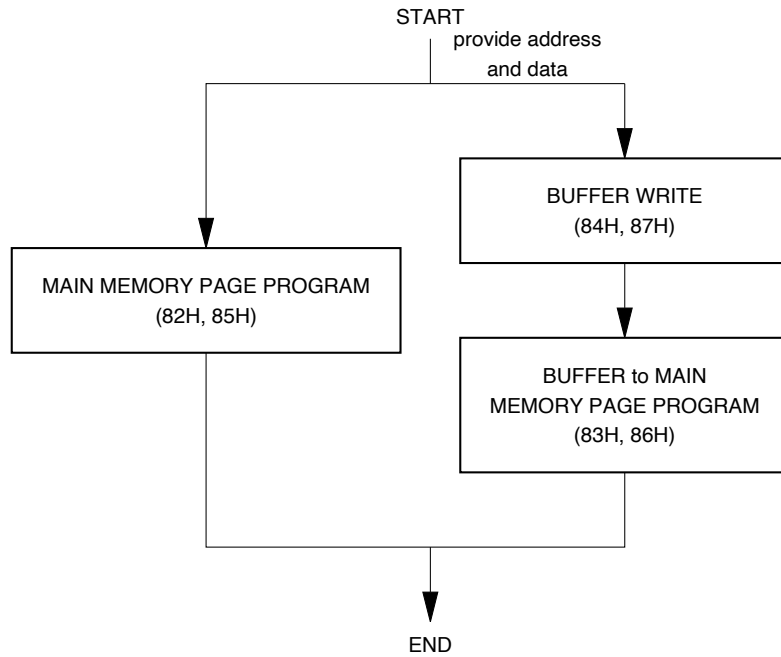 START
provide address
and data
BUFFER WRITE
(84H, 87H)
MAIN MEMORY PAGE PROGRAM
(82H, 85H)
BUFFER to MAIN
MEMORY PAGE PROGRAM
(83H, 86H)
END